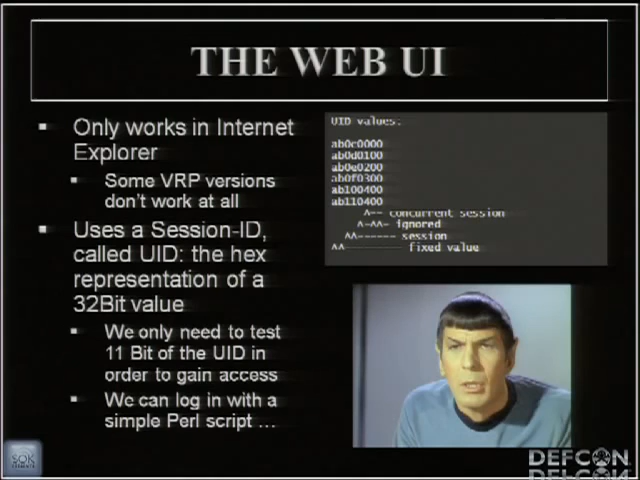 THE WEB UI
Only works in Internet
Explorer
Some VRP versions
don't work at all
Uses a Session-ID,
called UID: the hex
representation of a
32Bit value
We only need to test
11 Bit of the UID in
order to gain access
We can log in with a
simple Perl script ...
UID values:
ab0c0000
ab0d0100
ab0e0200
ab0f0300
ab100400
ab110400
^-- concurrent session
^-^^- ignored
^^------ session
^^---------- fixed value
DEFCON